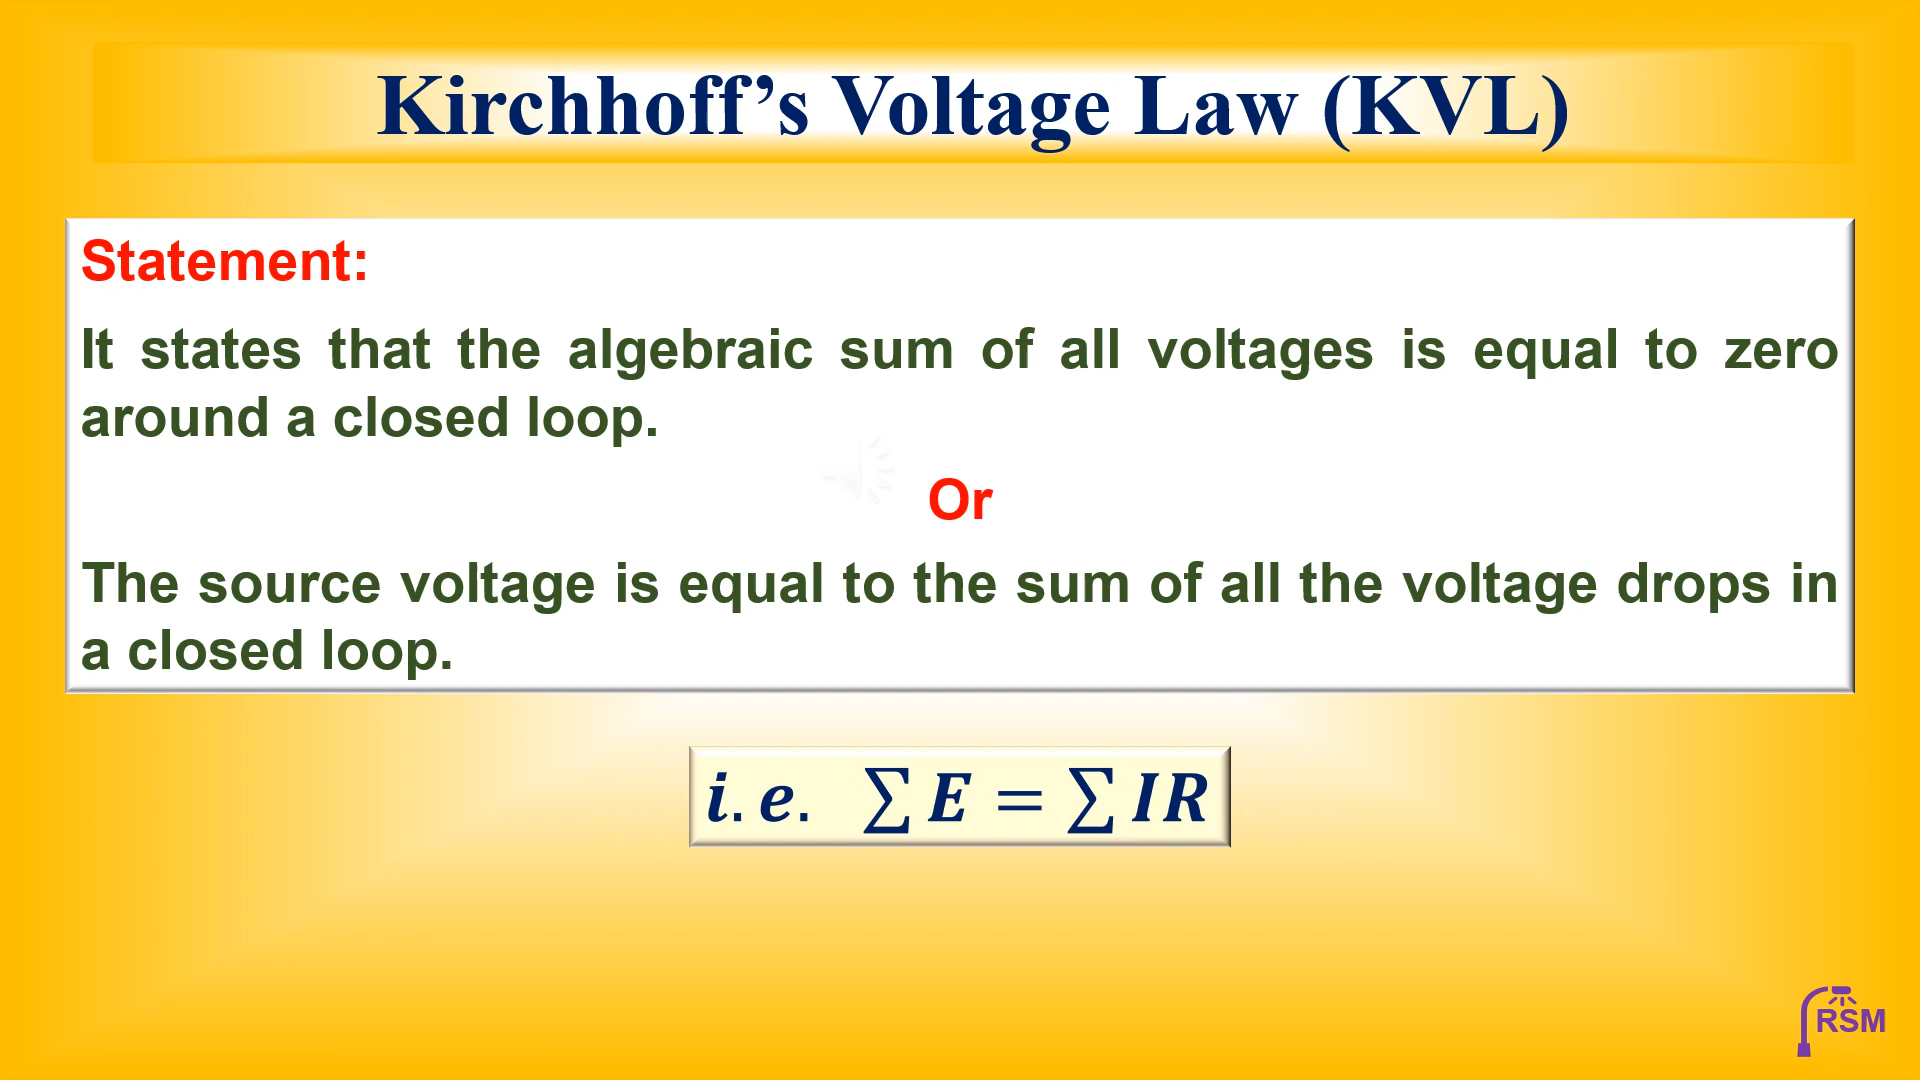 Kirchhoff’s Voltage Law (KVL)
Statement:
It states that the algebraic sum of all voltages is equal to zero
around a closed loop.
Or
The source voltage is equal to the sum of all the voltage drops in
a closed loop.
i.e. ∑ E = ∑ IR
RSM